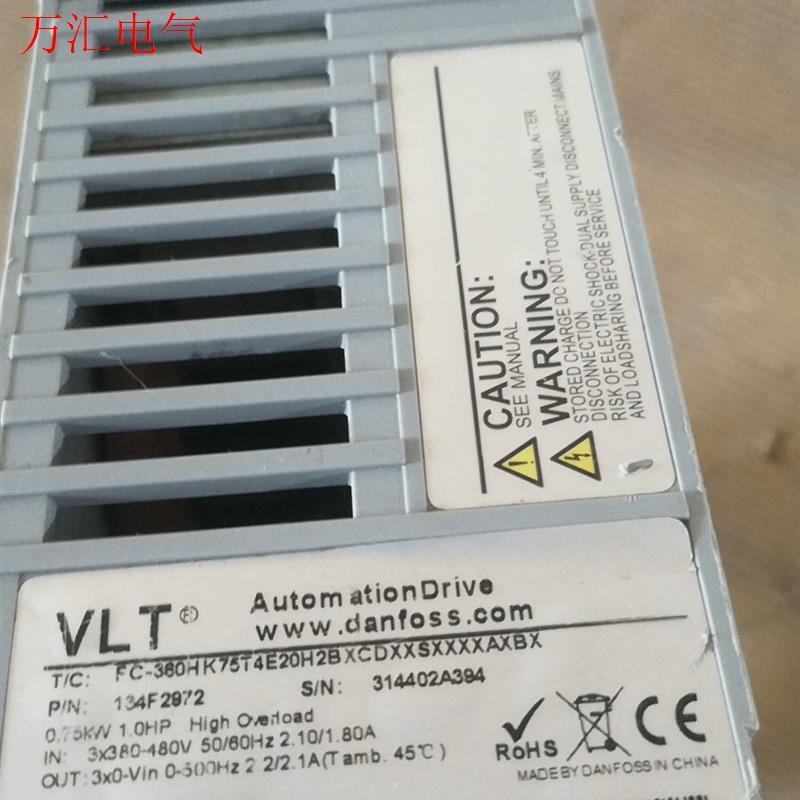 万汇电气
CAUTION:
SEE MANUAL
WARNING:
STORED CHARGE DO NOT TOUCH UNTIL 4 MIN. AFTER
DISCONNECTION
RISK OF ELECTRIC SHOCK-DUAL SUPPLY DISCONNECT MAINS
AND LOADSHARING BEFORE SERVICE
VLT®
AutomationDrive
www.danfoss.com
T/C: FC-360HK75T4E20H2BXCDXXSXXXXAXBX
P/N: 134F2972 S/N: 314402A394
0.75kW 1.0HP High Overload
IN: 3x380-480V 50/60Hz 2.10/1.80A
OUT: 3x0-Vin 0-500Hz 2.2/2.1A(Tamb. 45℃)
RoHS
CE
MADE BY DANFOSS IN CHINA